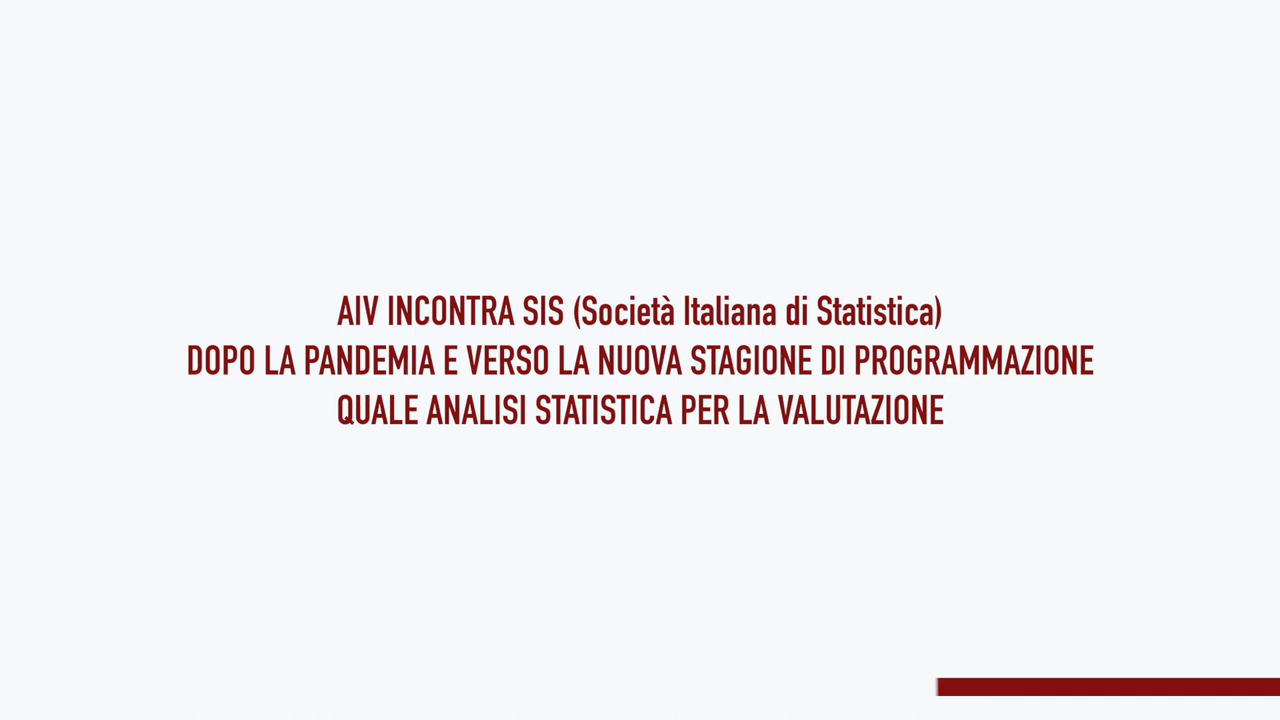 AIV INCONTRA SIS (Società Italiana di Statistica)
DOPO LA PANDEMIA E VERSO LA NUOVA STAGIONE DI PROGRAMMAZIONE
QUALE ANALISI STATISTICA PER LA VALUTAZIONE